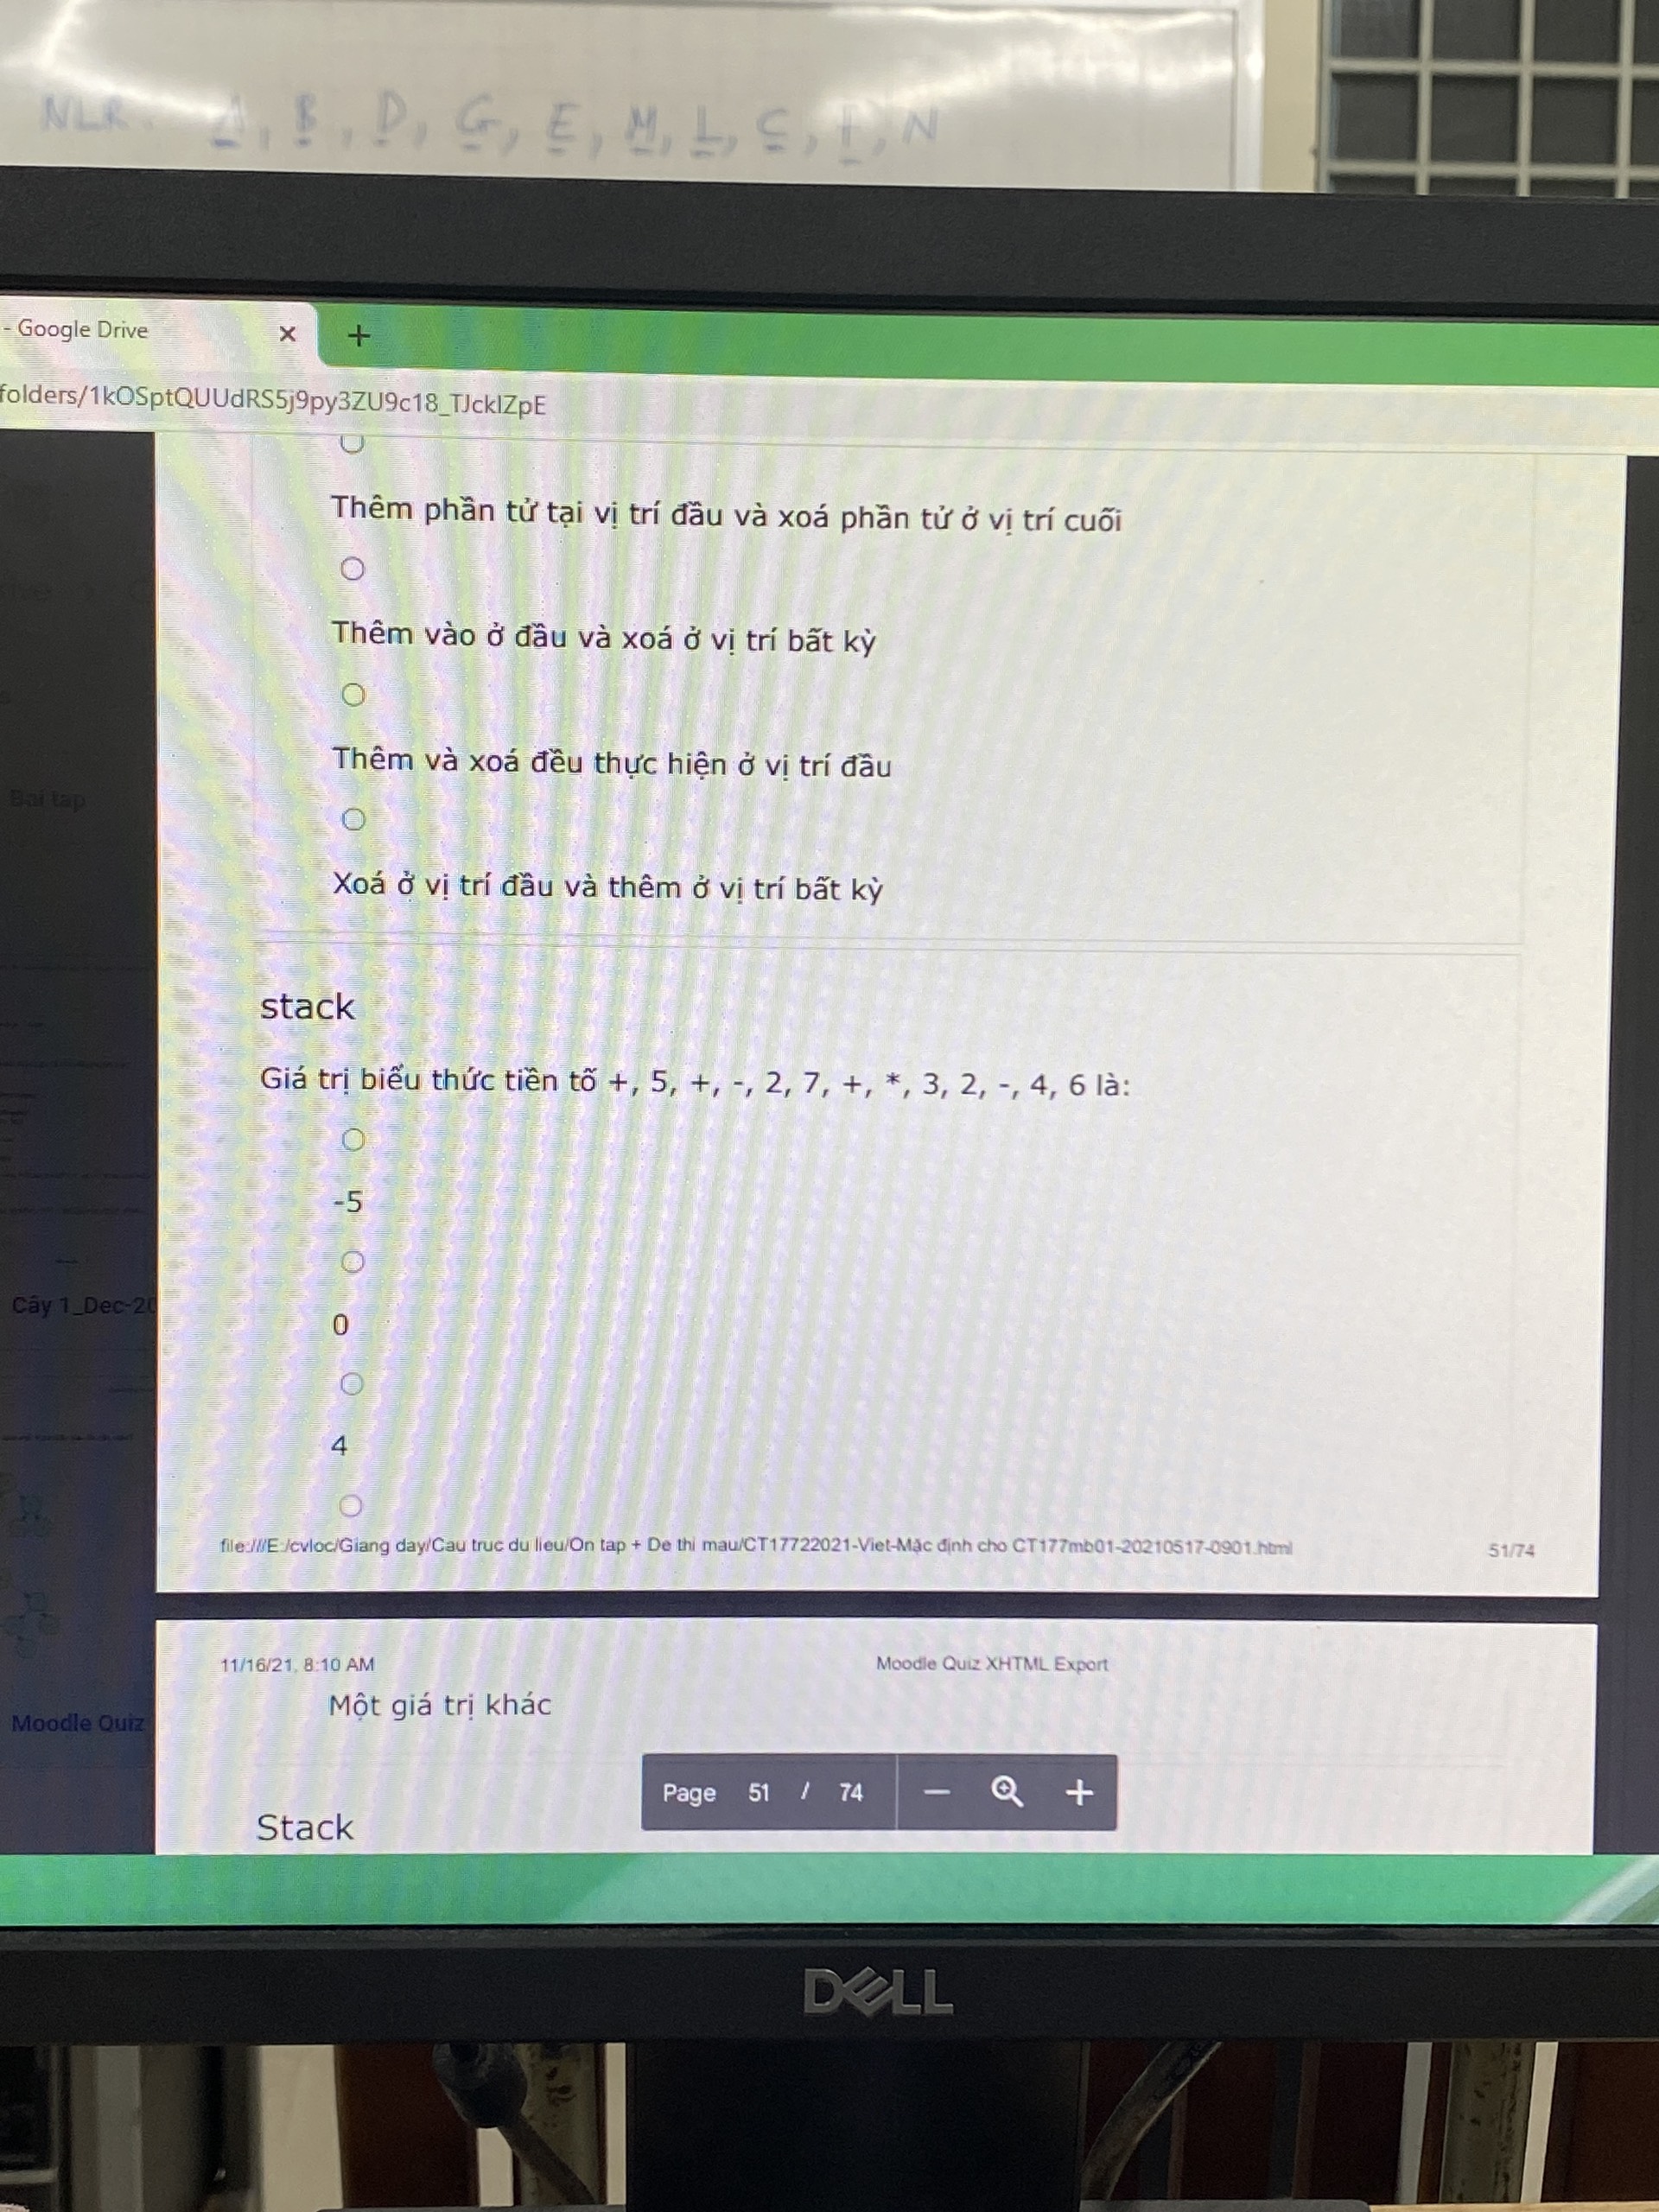 NLR. A, B, D, G, E, M, L, C, I, N
- Google Drive
folders/1kOSptQUUdRS5j9py3ZU9c18_TJckIZpE
Thêm phần tử tại vị trí đầu và xoá phần tử ở vị trí cuối
Thêm vào ở đầu và xoá ở vị trí bất kỳ
Thêm và xoá đều thực hiện ở vị trí đầu
Bai tap
Xoá ở vị trí đầu và thêm ở vị trí bất kỳ
stack
Giá trị biểu thức tiền tố +, 5, +, -, 2, 7, +, *, 3, 2, -, 4, 6 là:
-5
Cây 1_Dec-20
0
4
file:///E:/cvloc/Giang day/Cau truc du lieu/On tap + De thi mau/CT17722021-Viet-Mặc định cho CT177mb01-20210517-0901.html 51/74
11/16/21, 8:10 AM Moodle Quiz XHTML Export
Một giá trị khác
Moodle Quiz
Page 51 / 74
Stack
DELL